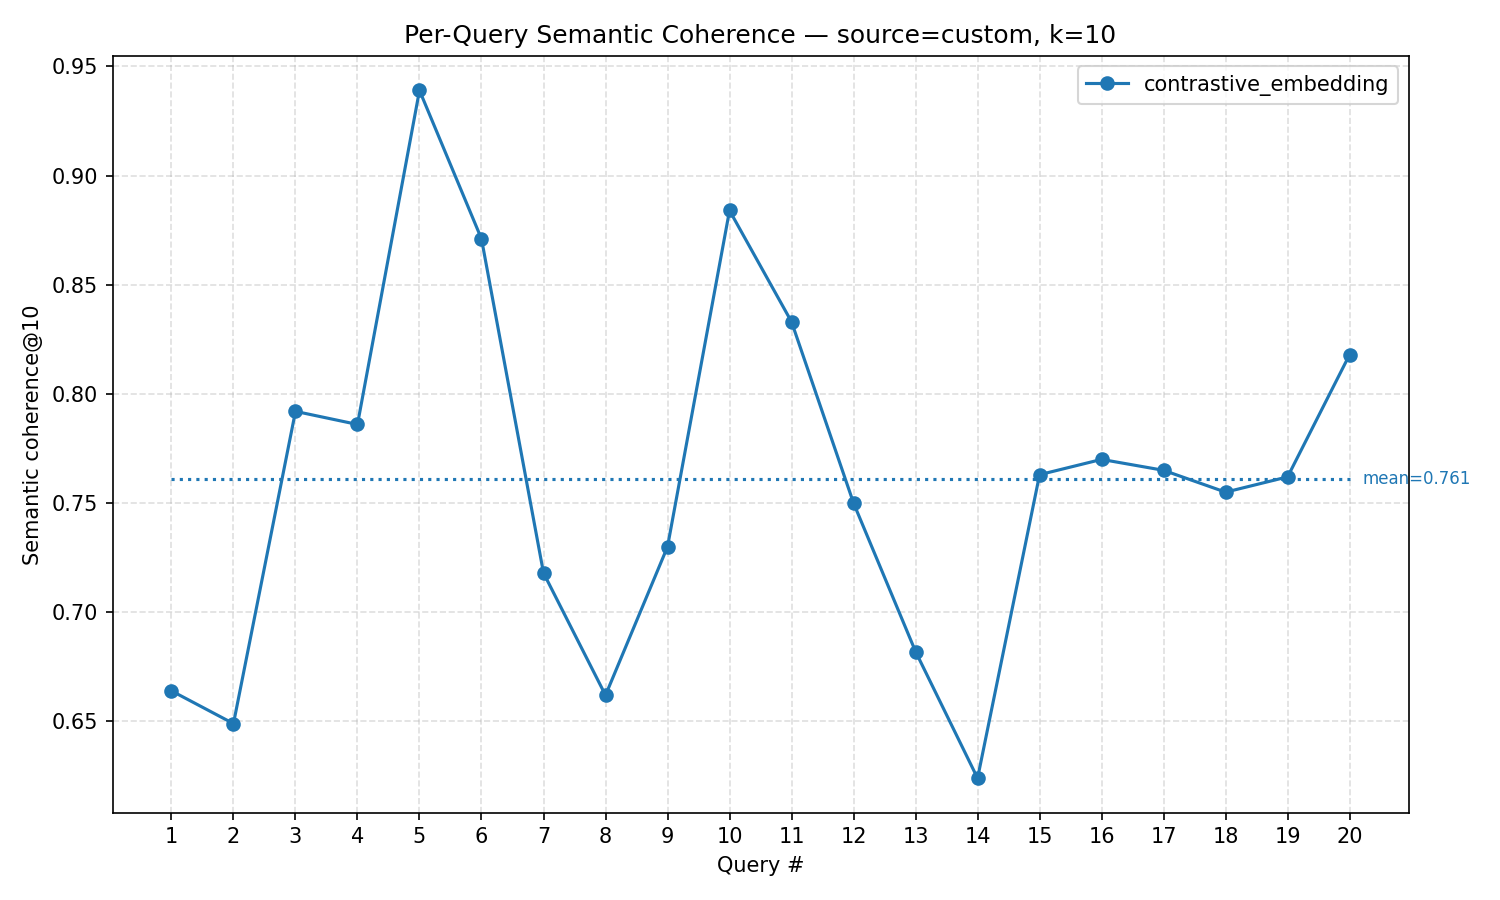 Per-Query Semantic Coherence — source=custom, k=10
contrastive_embedding
Semantic coherence@10
0.95
0.90
0.85
0.80
0.75
0.70
0.65
mean=0.761
1 2 3 4 5 6 7 8 9 10 11 12 13 14 15 16 17 18 19 20
Query #